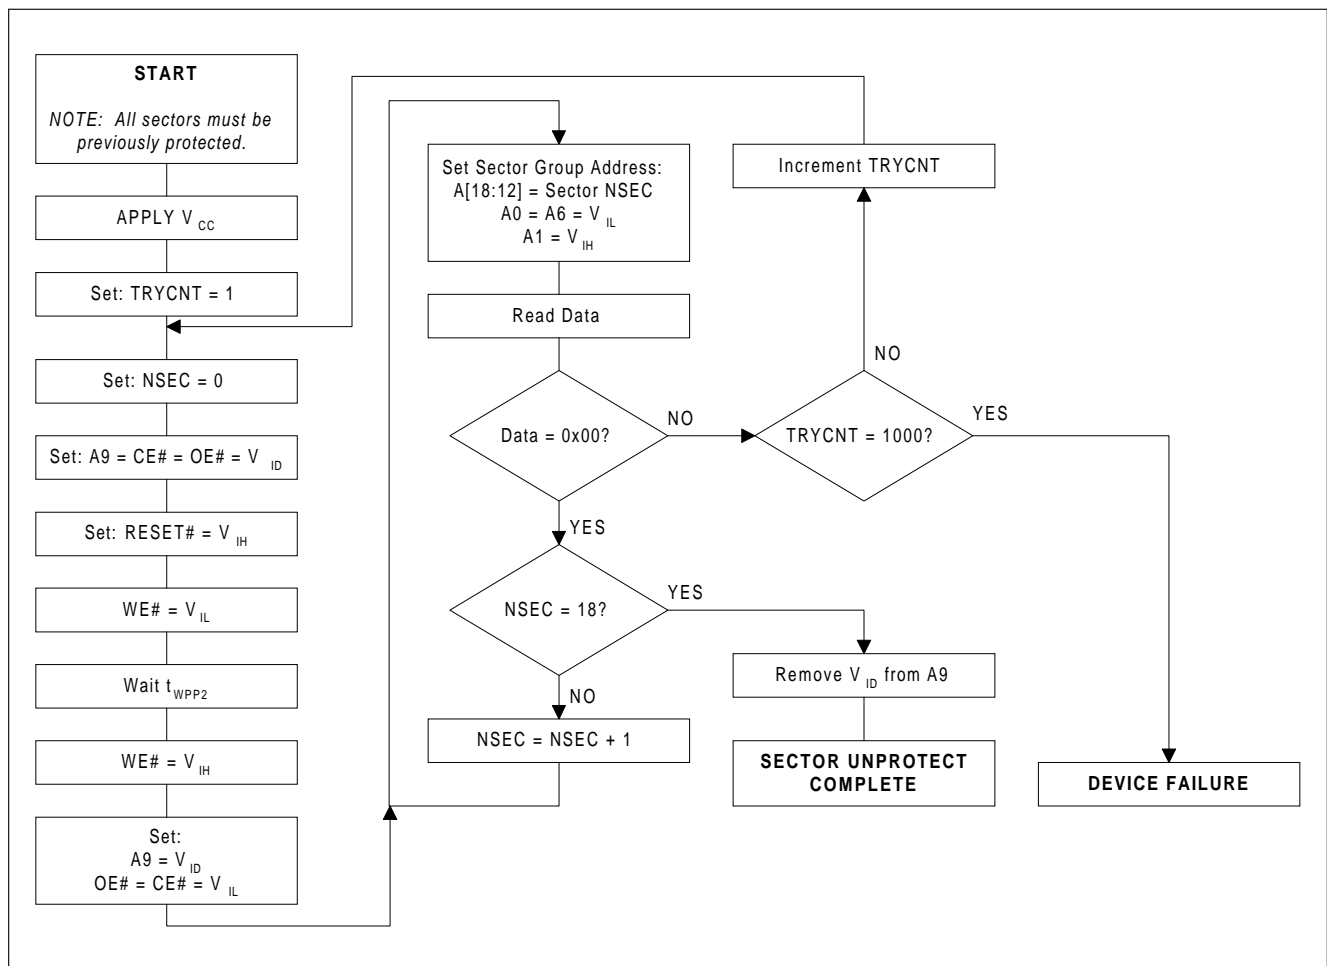 START
NOTE: All sectors must be
previously protected.
APPLY V CC
Set: TRYCNT = 1
Set: NSEC = 0
Set: A9 = CE# = OE# = V ID
Set: RESET# = V IH
WE# = V IL
Wait t WPP2
WE# = V IH
Set:
A9 = V ID
OE# = CE# = V IL
Set Sector Group Address:
A[18:12] = Sector NSEC
A0 = A6 = V IL
A1 = V IH
Read Data
Data = 0x00?
NO
YES
NSEC = 18?
YES
NO
NSEC = NSEC + 1
Increment TRYCNT
NO
TRYCNT = 1000?
YES
Remove V ID from A9
SECTOR UNPROTECT
COMPLETE
DEVICE FAILURE